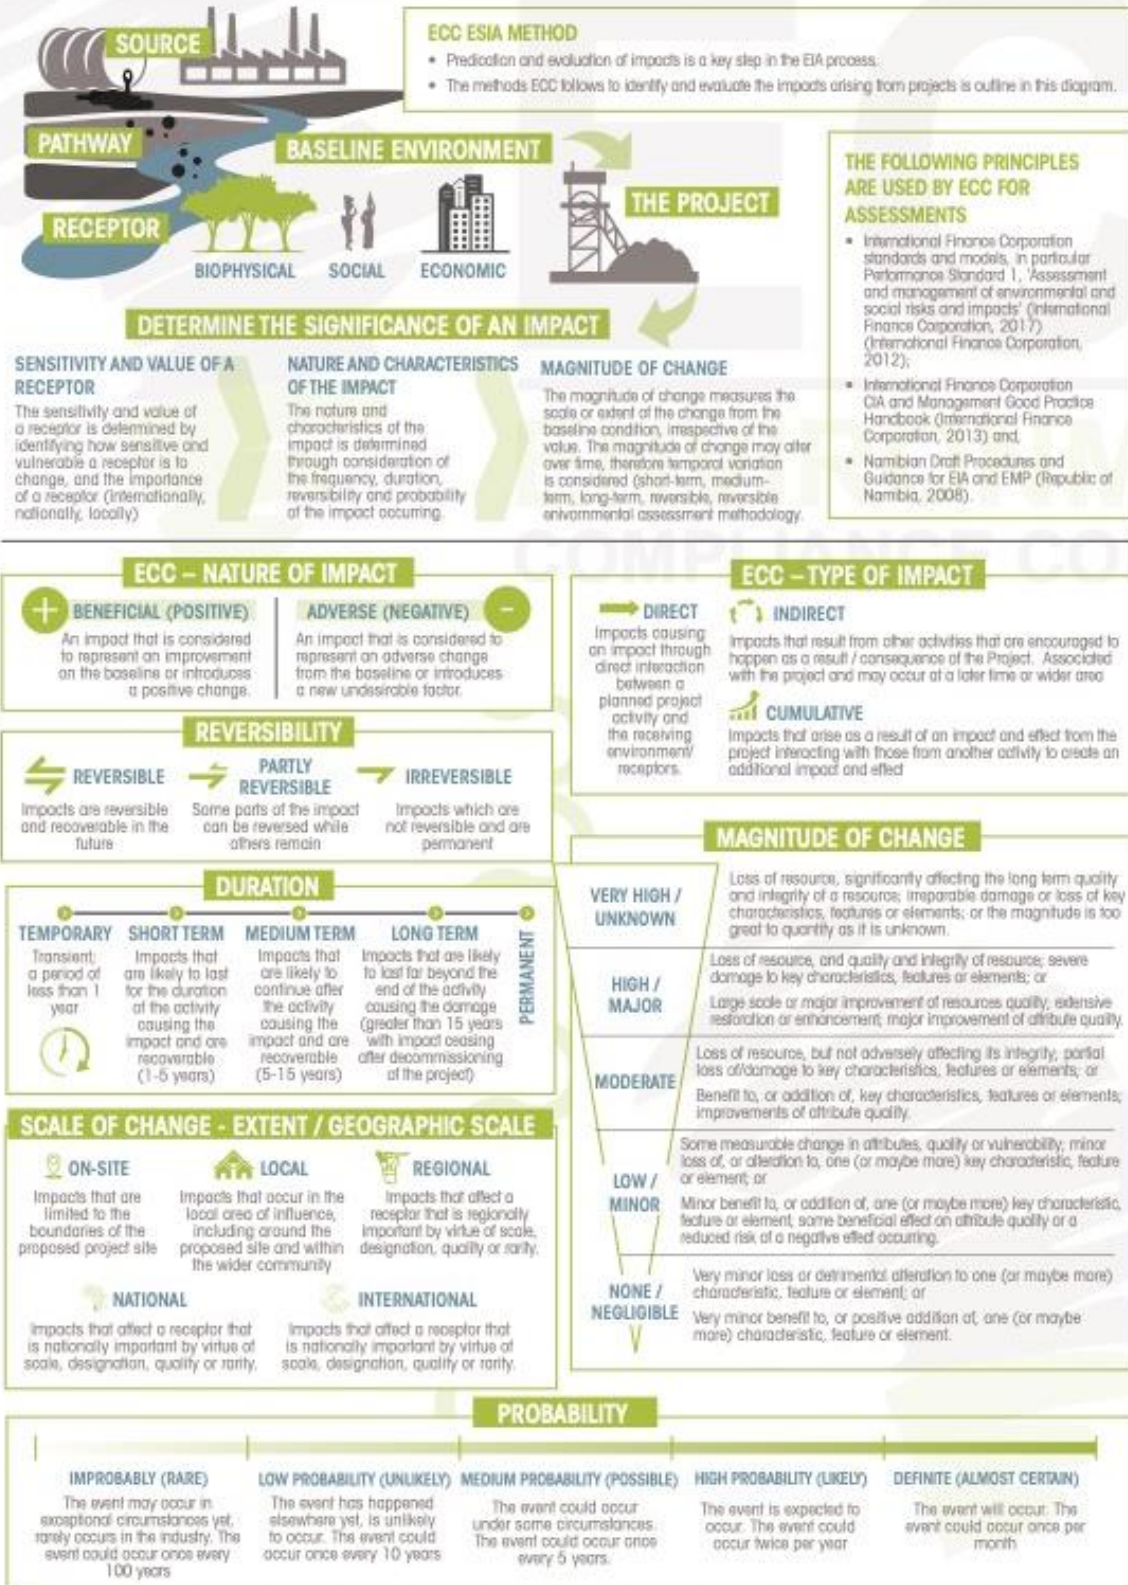 SOURCE
PATHWAY
RECEPTOR
BASELINE ENVIRONMENT
BIOPHYSICAL
SOCIAL
ECONOMIC
THE PROJECT
ECC ESIA METHOD
• Predication and evaluation of impacts is a key step in the EIA process.
• The methods ECC follows to identify and evaluate the impacts arising from projects is outline in this diagram.
THE FOLLOWING PRINCIPLES
ARE USED BY ECC FOR
ASSESSMENTS
• International Finance Corporation
standards and models, in particular
Performance Standard 1, 'Assessment
and management of environmental and
social risks and impacts' (International
Finance Corporation, 2017)
(International Finance Corporation,
2012);
• International Finance Corporation
CIA and Management Good Practice
Handbook (International Finance
Corporation, 2013) and,
• Namibian Draft Procedures and
Guidance for EIA and EMP (Republic of
Namibia, 2008).
DETERMINE THE SIGNIFICANCE OF AN IMPACT
SENSITIVITY AND VALUE OF A
RECEPTOR
The sensitivity and value of
a receptor is determined by
identifying how sensitive and
vulnerable a receptor is to
change, and the importance
of a receptor (internationally,
nationally, locally)
NATURE AND CHARACTERISTICS
OF THE IMPACT
The nature and
characteristics of the
impact is determined
through consideration of
the frequency, duration,
reversibility and probability
of the impact occurring.
MAGNITUDE OF CHANGE
The magnitude of change measures the
scale or extent of the change from the
baseline condition, irrespective of the
value. The magnitude of change may alter
over time, therefore temporal variation
is considered (short-term, medium-
term, long-term, reversible, reversible
enivornmental assessment methodology.
COMPLIANCE CO
ECC – NATURE OF IMPACT
+ BENEFICIAL (POSITIVE)
An impact that is considered
to represent an improvement
on the baseline or introduces
a positive change.
ADVERSE (NEGATIVE) -
An impact that is considered to
represent an adverse change
from the baseline or introduces
a new undesirable factor.
ECC – TYPE OF IMPACT
DIRECT
Impacts causing
an impact through
direct interaction
between a
planned project
activity and
the receiving
environment/
receptors.
INDIRECT
Impacts that result from other activities that are encouraged to
happen as a result / consequence of the Project. Associated
with the project and may occur at a later time or wider area
CUMULATIVE
Impacts that arise as a result of an impact and effect from the
project interacting with those from another activity to create an
additional impact and effect
REVERSIBILITY
REVERSIBLE
Impacts are reversible
and recoverable in the
future
PARTLY
REVERSIBLE
Some parts of the impact
can be reversed while
others remain
IRREVERSIBLE
Impacts which are
not reversible and are
permanent
DURATION
TEMPORARY
Transient;
a period of
less than 1
year
SHORT TERM
Impacts that
are likely to last
for the duration
of the activity
causing the
impact and are
recoverable
(1-5 years)
MEDIUM TERM
Impacts that
are likely to
continue after
the activity
causing the
impact and are
recoverable
(5-15 years)
LONG TERM
Impacts that are likely
to last far beyond the
end of the activity
causing the damage
(greater than 15 years
with impact ceasing
after decommissioning
of the project)
PERMANENT
SCALE OF CHANGE - EXTENT / GEOGRAPHIC SCALE
ON-SITE
Impacts that are
limited to the
boundaries of the
proposed project site
LOCAL
Impacts that occur in the
local area of influence,
including around the
proposed site and within
the wider community
REGIONAL
Impacts that affect a
receptor that is regionally
important by virtue of scale,
designation, quality or rarity.
NATIONAL
Impacts that affect a receptor that
is nationally important by virtue of
scale, designation, quality or rarity.
INTERNATIONAL
Impacts that affect a receptor that
is nationally important by virtue of
scale, designation, quality or rarity.
MAGNITUDE OF CHANGE
VERY HIGH /
UNKNOWN
Loss of resource, significantly affecting the long term quality
and integrity of a resource; irreparable damage or loss of key
characteristics, features or elements; or the magnitude is too
great to quantify as it is unknown.
HIGH /
MAJOR
Loss of resource, and quality and integrity of resource; severe
damage to key characteristics, features or elements; or
Large scale or major improvement of resources quality; extensive
restoration or enhancement; major improvement of attribute quality.
MODERATE
Loss of resource, but not adversely affecting its integrity; partial
loss of/damage to key characteristics, features or elements; or
Benefit to, or addition of, key characteristics, features or elements;
improvements of attribute quality.
LOW /
MINOR
Some measurable change in attributes, quality or vulnerability; minor
loss of, or alteration to, one (or maybe more) key characteristic, feature
or element; or
Minor benefit to, or addition of, one (or maybe more) key characteristic,
feature or element; some beneficial effect on attribute quality or a
reduced risk of a negative effect occurring.
NONE /
NEGLIGIBLE
Very minor loss or detrimental alteration to one (or maybe more)
characteristic, feature or element; or
Very minor benefit to, or positive addition of, one (or maybe
more) characteristic, feature or element.
PROBABILITY
IMPROBABLY (RARE)
The event may occur in
exceptional circumstances yet,
rarely occurs in the industry. The
event could occur once every
100 years
LOW PROBABILITY (UNLIKELY)
The event has happened
elsewhere yet, is unlikely
to occur. The event could
occur once every 10 years
MEDIUM PROBABILITY (POSSIBLE)
The event could occur
under some circumstances.
The event could occur once
every 5 years.
HIGH PROBABILITY (LIKELY)
The event is expected to
occur. The event could
occur twice per year
DEFINITE (ALMOST CERTAIN)
The event will occur. The
event could occur once per
month